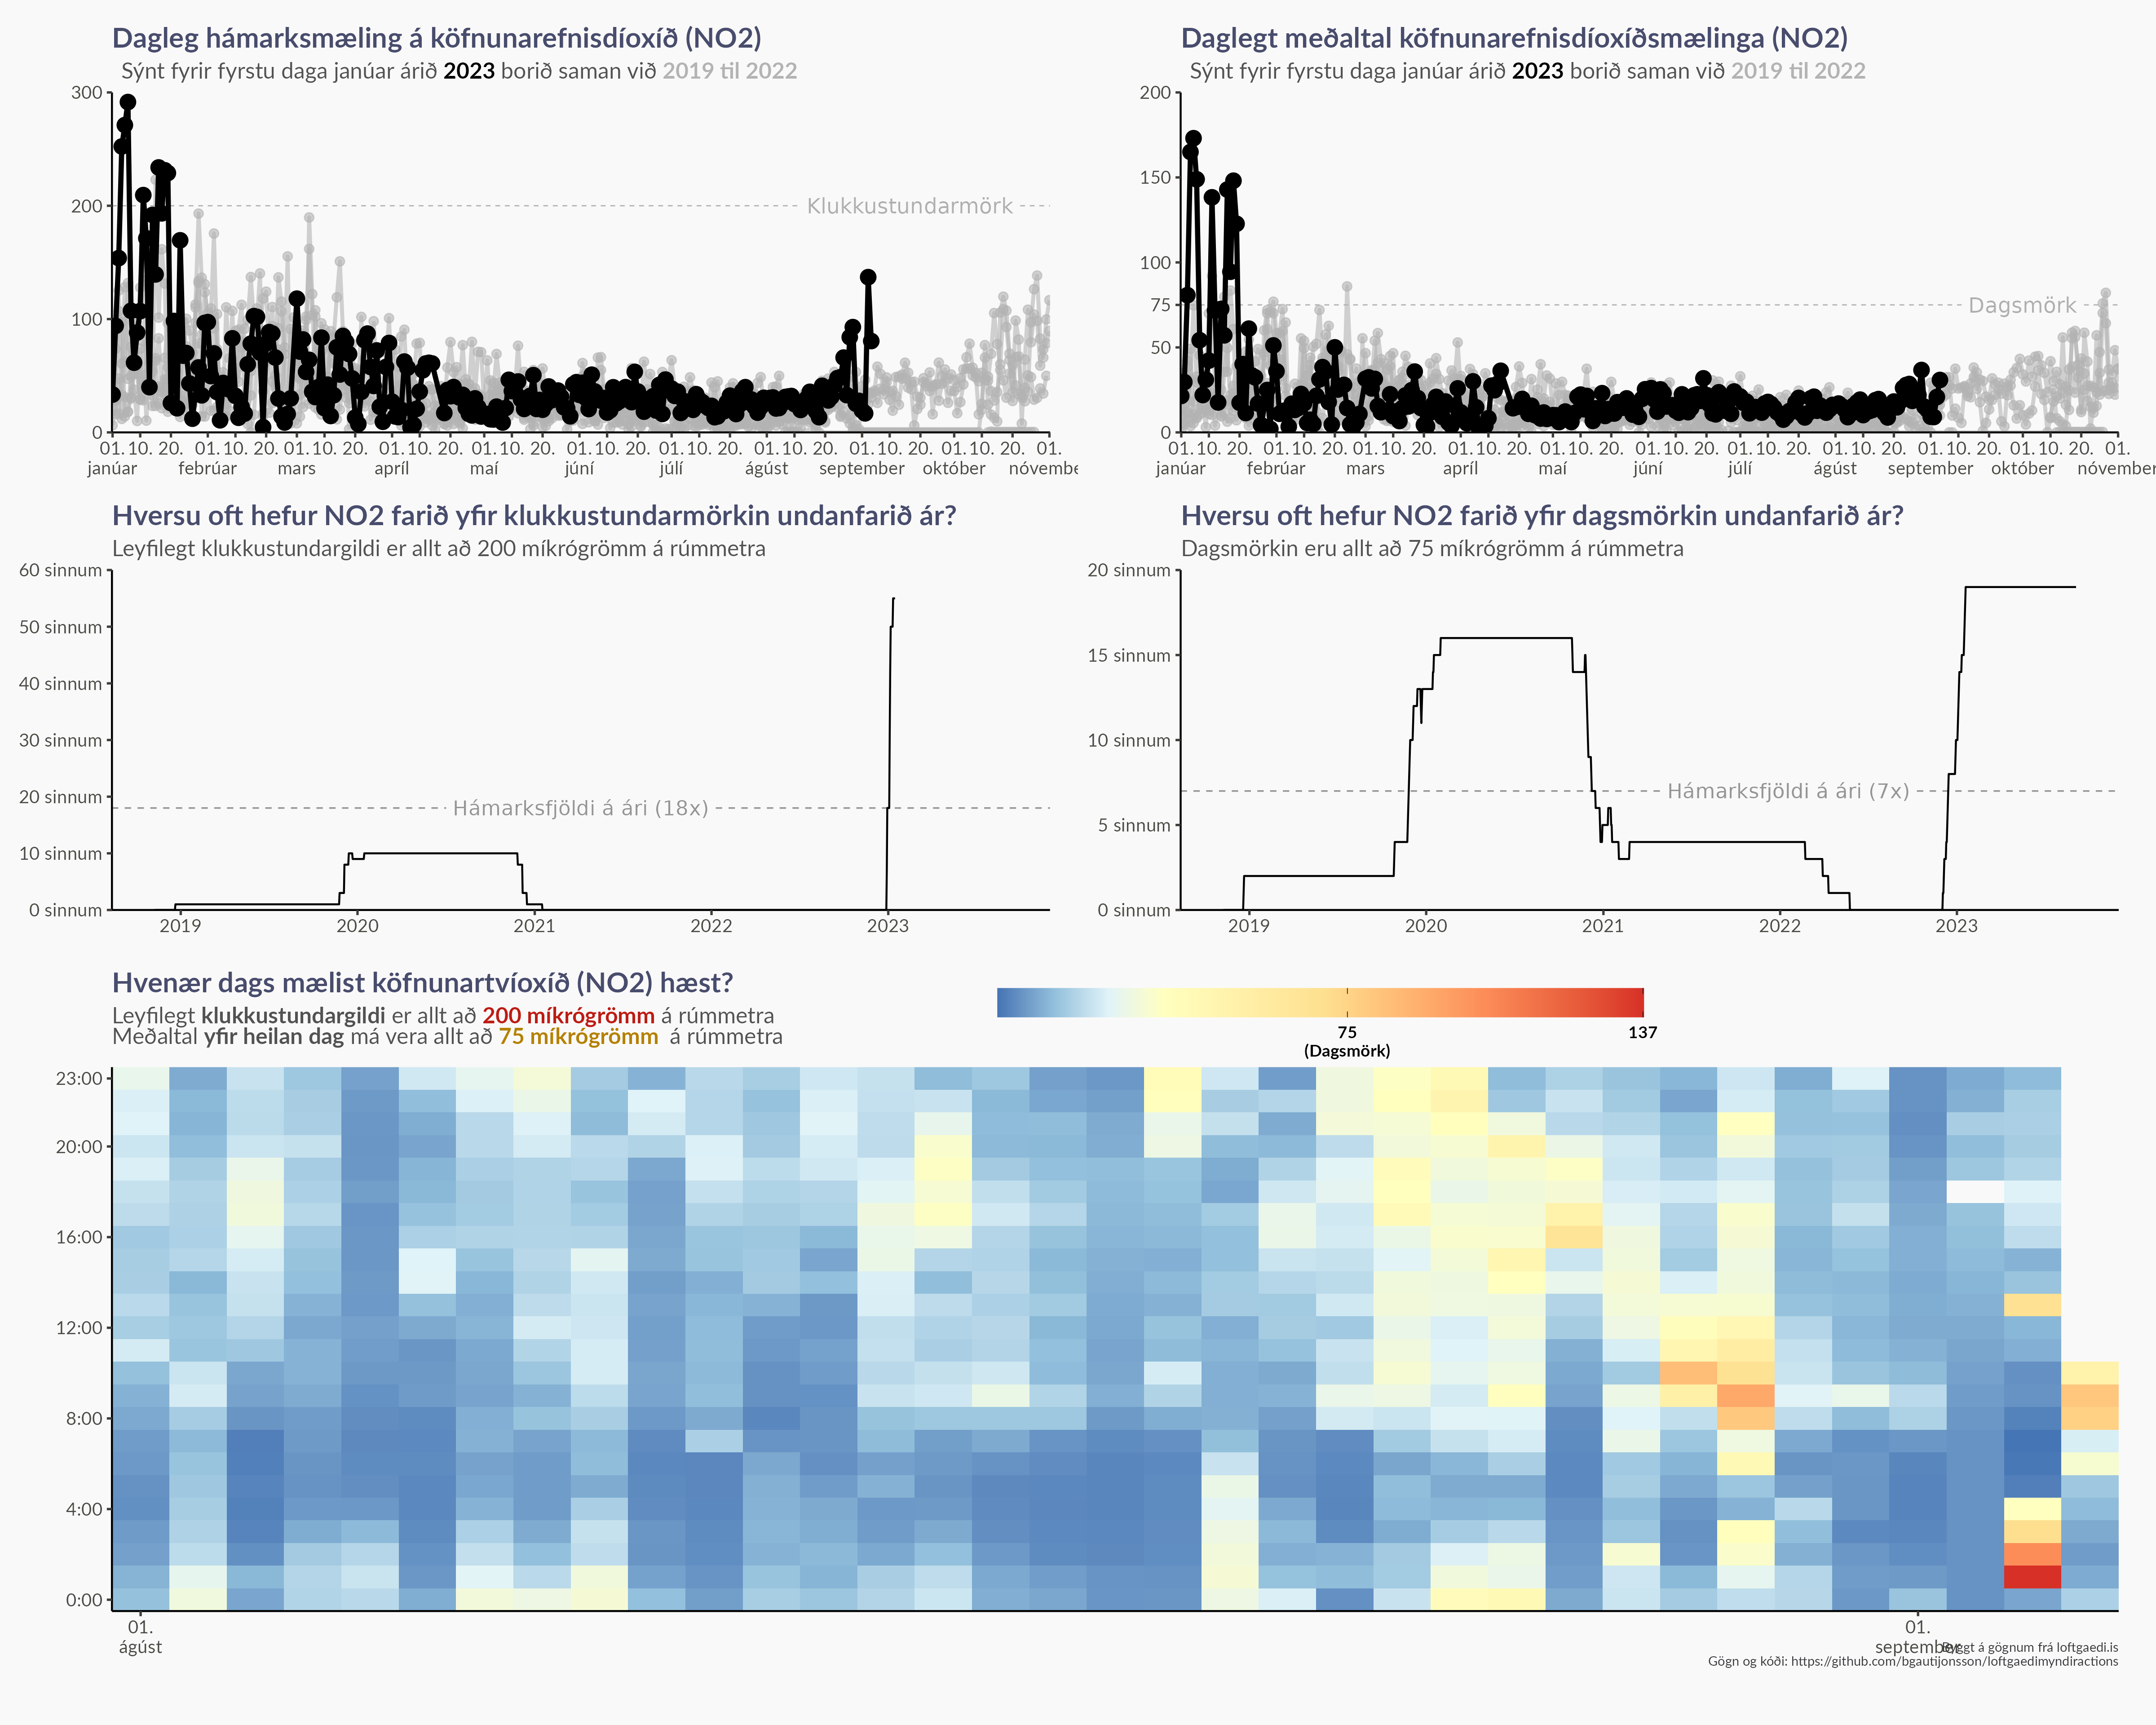 Dagleg hámarksmæling á köfnunarefnisdíoxíð (NO2)
Sýnt fyrir fyrstu daga janúar árið 2023 borið saman við 2019 til 2022
300
200
100
0
Klukkustundarmörk
01. 10. 20. 01. 10. 20. 01. 10. 20. 01. 10. 20. 01. 10. 20. 01. 10. 20. 01. 10. 20. 01. 10. 20. 01. 10. 20. 01. 10. 20. 01.
janúar febrúar mars apríl maí júní júlí ágúst september október nóvembe
Daglegt meðaltal köfnunarefnisdíoxíðsmælinga (NO2)
Sýnt fyrir fyrstu daga janúar árið 2023 borið saman við 2019 til 2022
200
150
100
75
50
0
Dagsmörk
01. 10. 20. 01. 10. 20. 01. 10. 20. 01. 10. 20. 01. 10. 20. 01. 10. 20. 01. 10. 20. 01. 10. 20. 01. 10. 20. 01. 10. 20. 01.
janúar febrúar mars apríl maí júní júlí ágúst september október nóvember
Hversu oft hefur NO2 farið yfir klukkustundarmörkin undanfarið ár?
Leyfilegt klukkustundargildi er allt að 200 míkrógrömm á rúmmetra
60 sinnum
50 sinnum
40 sinnum
30 sinnum
20 sinnum
10 sinnum
0 sinnum
Hámarksfjöldi á ári (18x)
2019 2020 2021 2022 2023
Hversu oft hefur NO2 farið yfir dagsmörkin undanfarið ár?
Dagsmörkin eru allt að 75 míkrógrömm á rúmmetra
20 sinnum
15 sinnum
10 sinnum
5 sinnum
0 sinnum
Hámarksfjöldi á ári (7x)
2019 2020 2021 2022 2023
Hvenær dags mælist köfnunartvíoxíð (NO2) hæst?
Leyfilegt klukkustundargildi er allt að 200 míkrógrömm á rúmmetra
Meðaltal yfir heilan dag má vera allt að 75 míkrógrömm á rúmmetra
75 137
(Dagsmörk)
23:00
20:00
16:00
12:00
8:00
4:00
0:00
01. 01.
ágúst september
Byggt á gögnum frá loftgaedi.is
Gögn og kóði: https://github.com/bgautijonsson/loftgaedimyndiractions